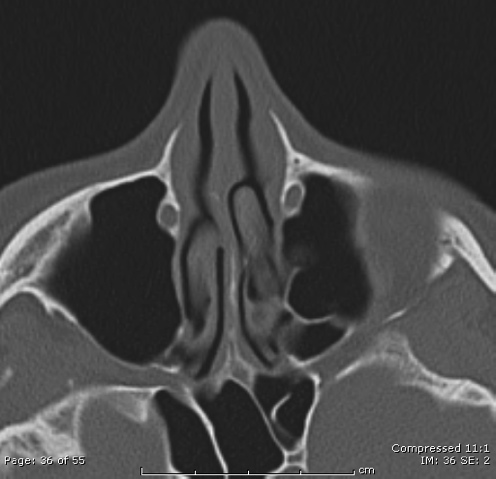 Compressed 11:1
Page: 36 of 55
IM: 36 SE: 2
cm